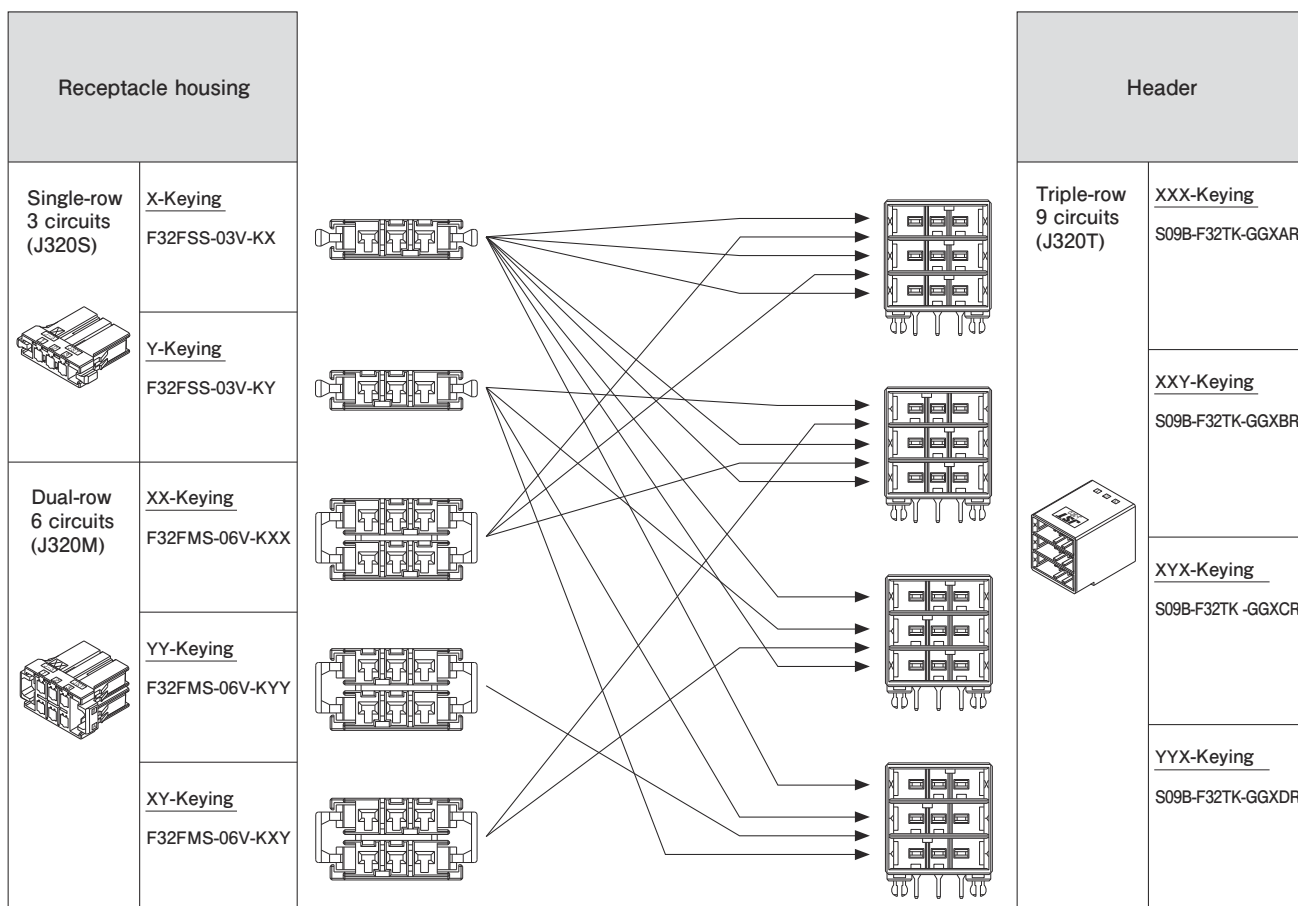 Receptacle housing
Header
Single-row
3 circuits
(J320S)
X-Keying
F32FSS-03V-KX
Y-Keying
F32FSS-03V-KY
Dual-row
6 circuits
(J320M)
XX-Keying
F32FMS-06V-KXX
YY-Keying
F32FMS-06V-KYY
XY-Keying
F32FMS-06V-KXY
Triple-row
9 circuits
(J320T)
XXX-Keying
S09B-F32TK-GGXAR
XXY-Keying
S09B-F32TK-GGXBR
JST
XYX-Keying
S09B-F32TK -GGXCR
YYX-Keying
S09B-F32TK-GGXDR